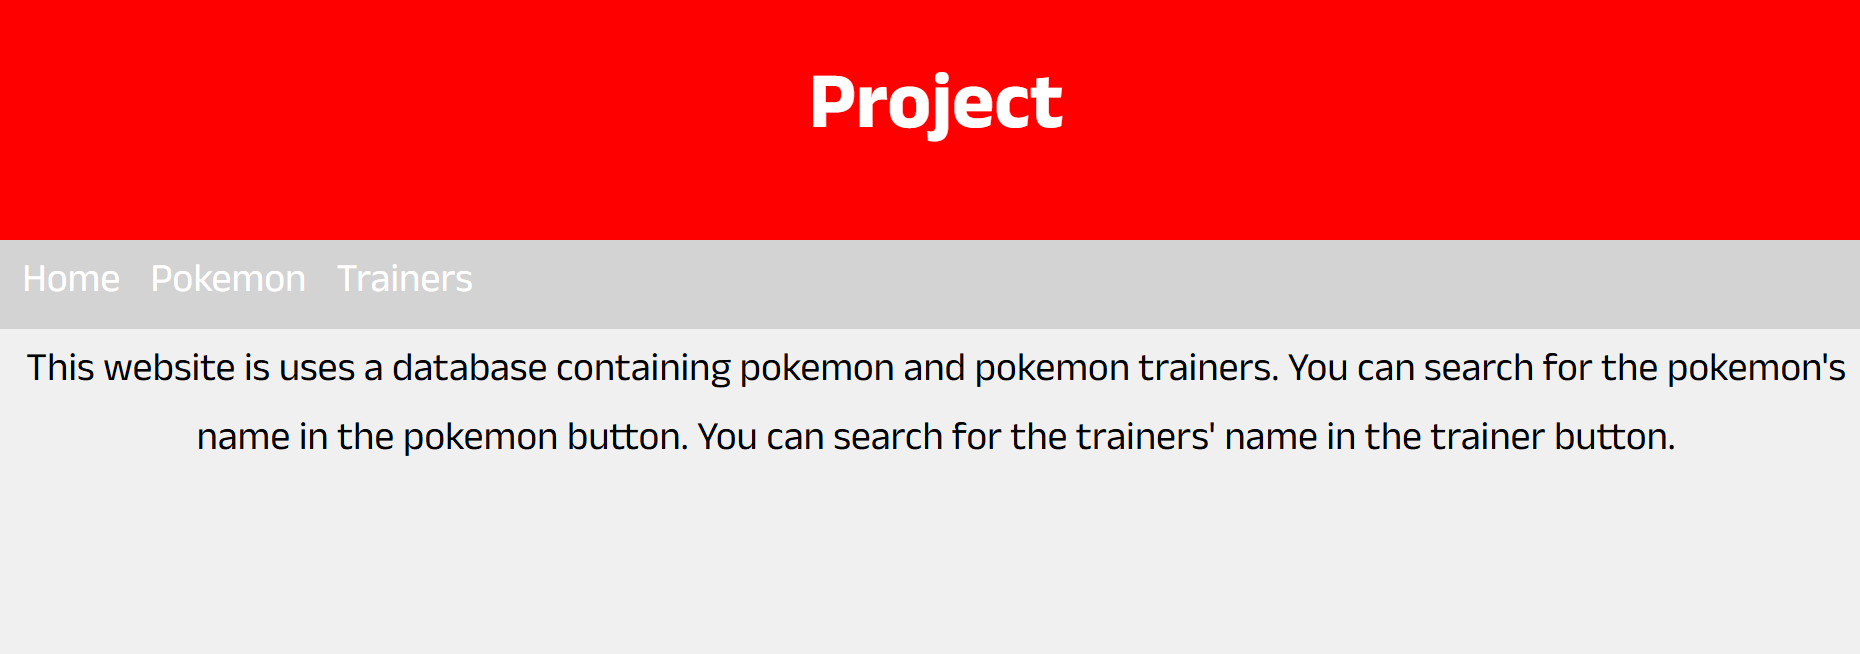 Project
Home Pokemon Trainers
This website is uses a database containing pokemon and pokemon trainers. You can search for the pokemon's
name in the pokemon button. You can search for the trainers' name in the trainer button.